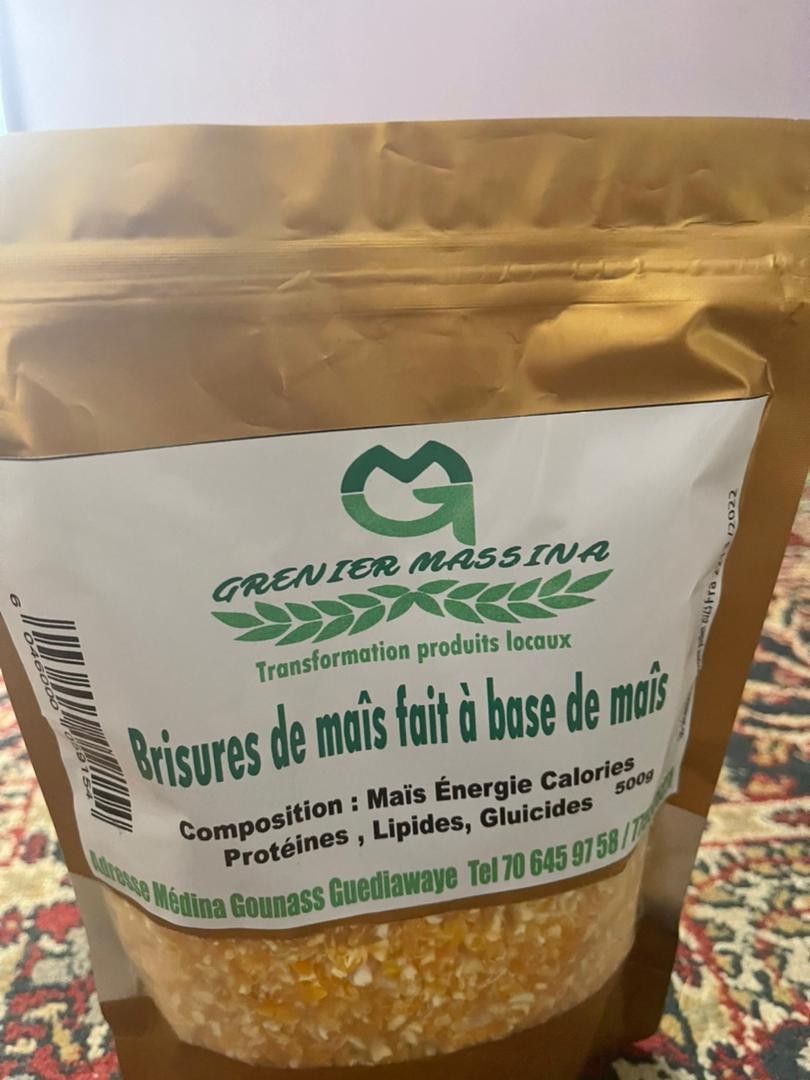 GRENIER MASSINA
Transformation produits locaux
Brisures de maîs fait à base de maîs
Composition : Maïs Énergie Calories
Protéines , Lipides, Gluicides 500g
Adresse Médina Gounass Guediawaye Tel 70 645 97 58 /